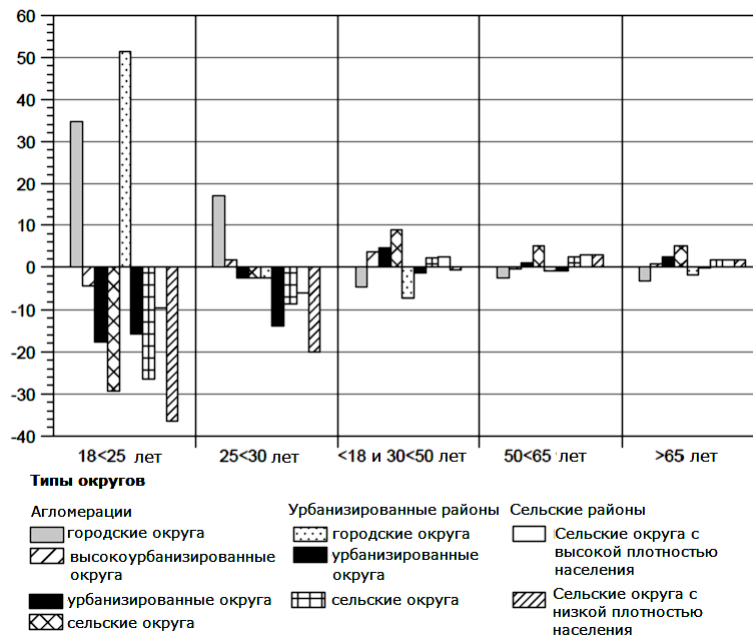 60
50
40
30
20
10
0
-10
-20
-30
-40
18<25 лет
25<30 лет
<18 и 30<50 лет
50<65 лет
>65 лет
Типы округов
Агломерации
городские округа
высокоурбанизированные
округа
урбанизированные округа
сельские округа
Урбанизированные районы
городские округа
урбанизированные
округа
сельские округа
Сельские районы
Сельские округа с
высокой плотностью
населения
Сельские округа с
низкой плотностью
населения